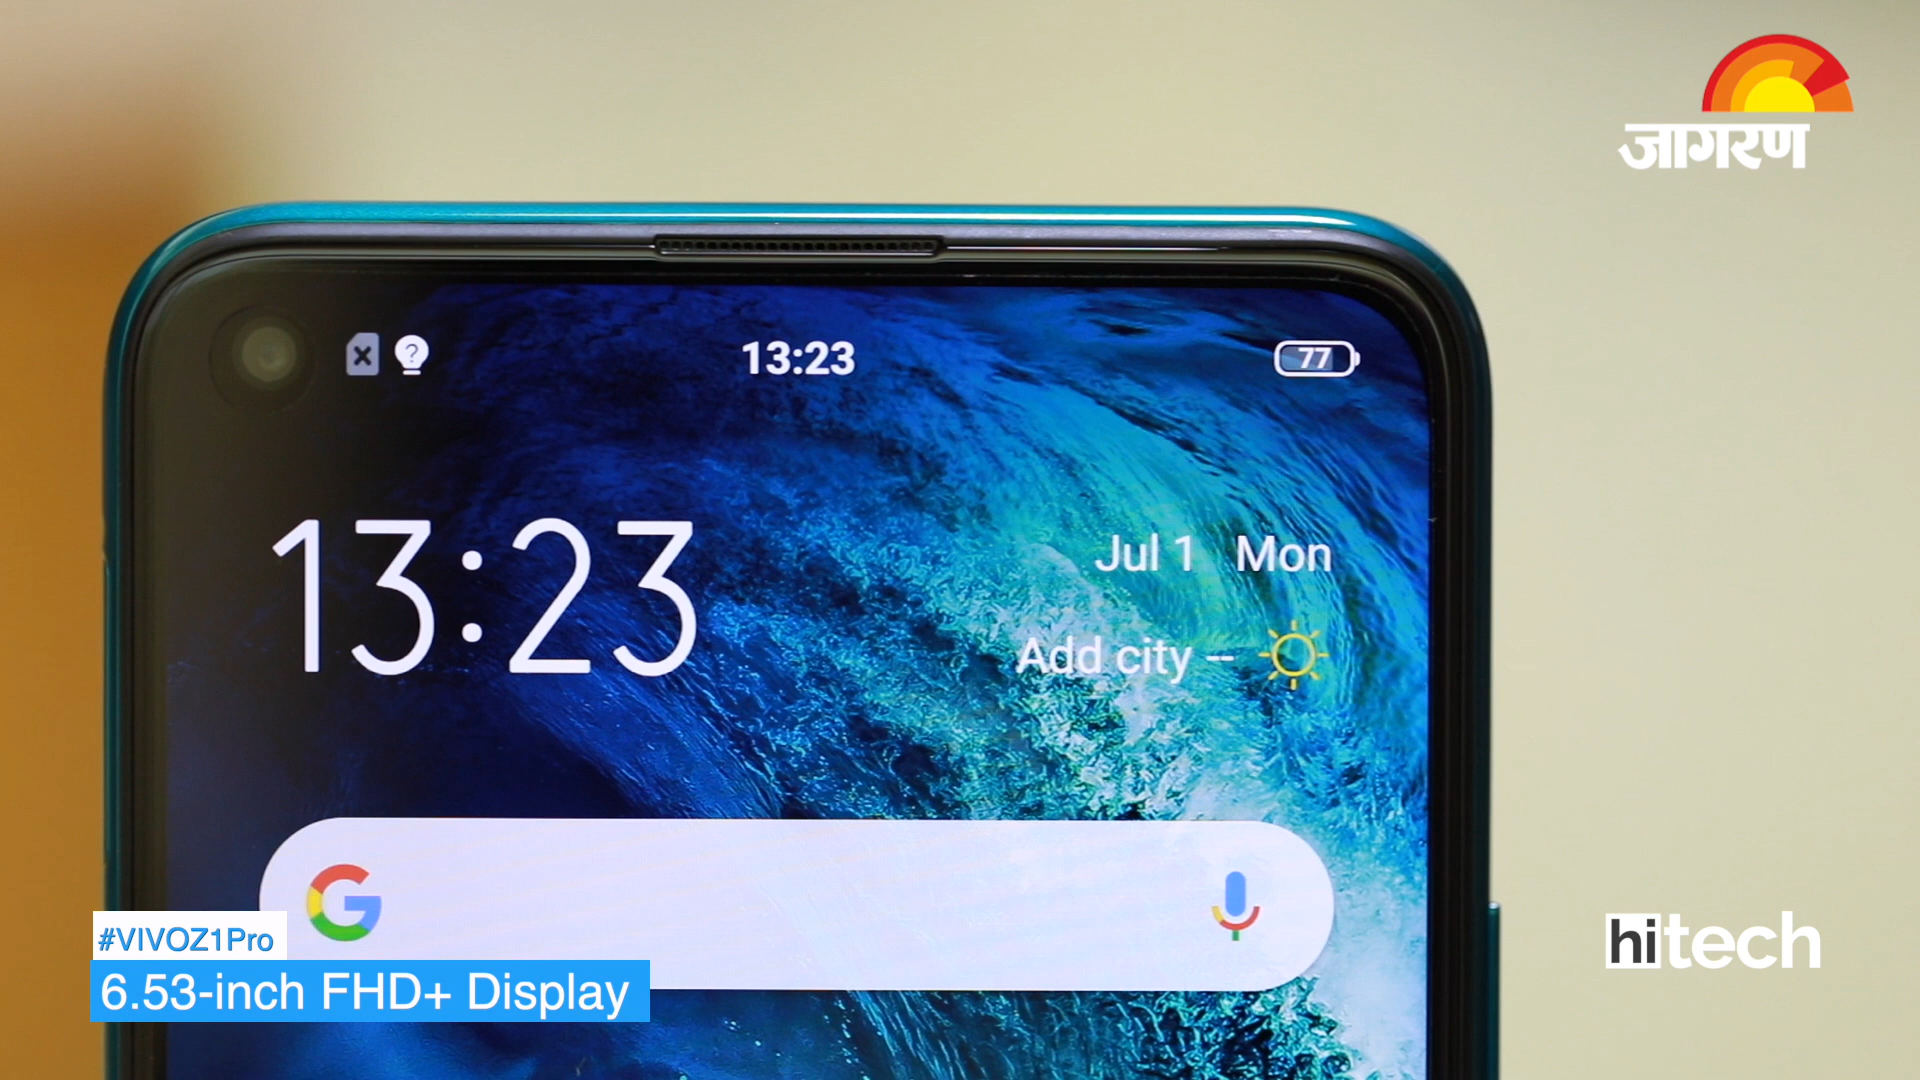 जागरण
13:23
77
13:23
Jul 1 Mon
Add city --
G
#VIVOZ1Pro
6.53-inch FHD+ Display
hitech